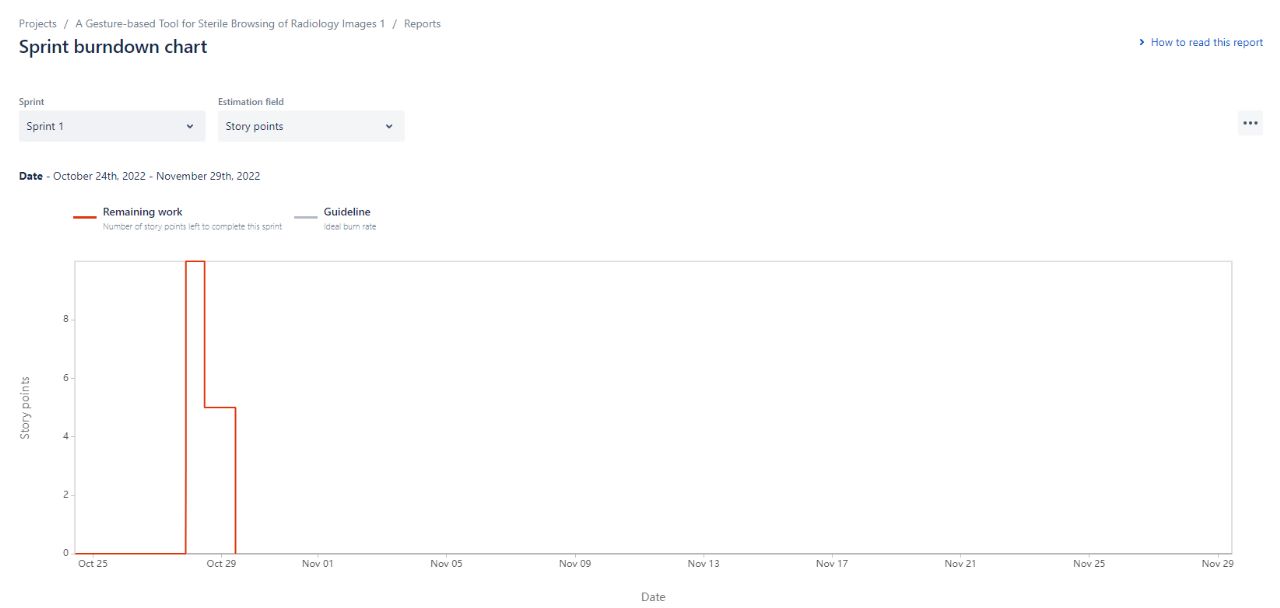 Projects / A Gesture-based Tool for Sterile Browsing of Radiology Images 1 / Reports
Sprint burndown chart
How to read this report
Sprint
Estimation field
Sprint 1
Story points
Date - October 24th, 2022 - November 29th, 2022
Remaining work
Number of story points left to complete this sprint
Guideline
Ideal burn rate
8
6
4
2
0
Story points
Oct 25
Oct 29
Nov 01
Nov 05
Nov 09
Nov 13
Nov 17
Nov 21
Nov 25
Nov 29
Date